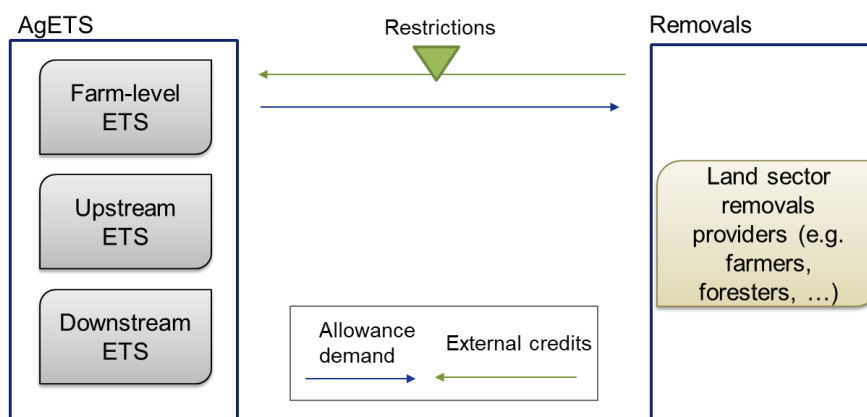 AgETS
Restrictions
Removals
Farm-level
ETS
Upstream
ETS
Downstream
ETS
Land sector
removals
providers (e.g.
farmers,
foresters, …)
Allowance
demand
External credits